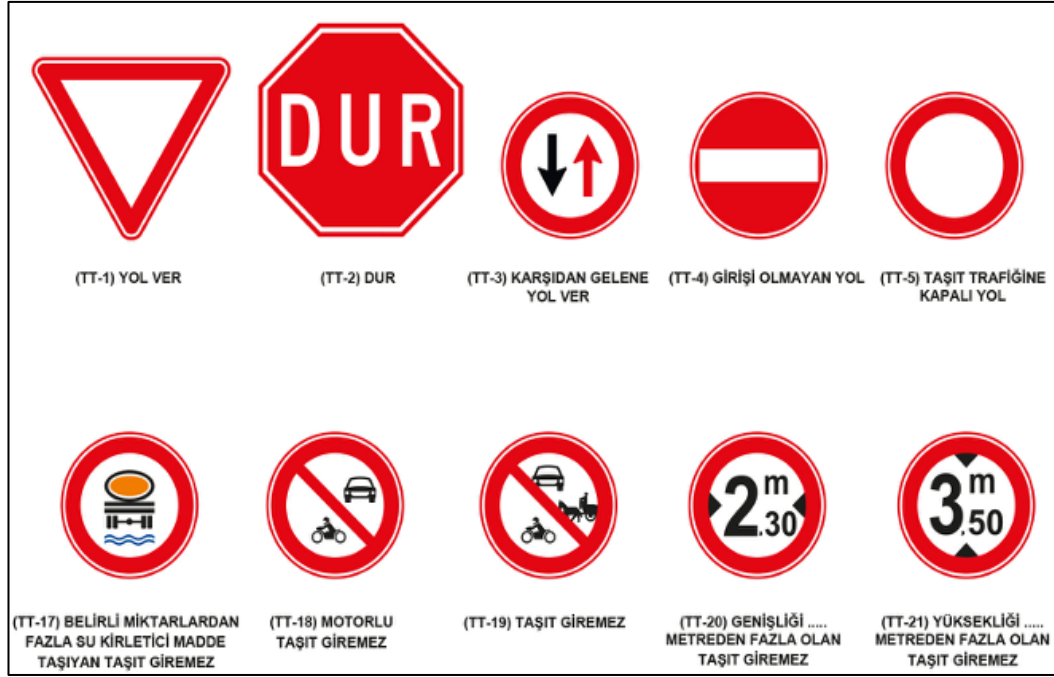 DUR
(TT-1) YOL VER
(TT-2) DUR
(TT-3) KARŞIDAN GELENE
YOL VER
(TT-4) GİRİŞİ OLMAYAN YOL
(TT-5) TAŞIT TRAFİĞİNE
KAPALI YOL
2.30 m
3.50 m
(TT-17) BELİRLİ MİKTARLARDAN
FAZLA SU KİRLETİCİ MADDE
TAŞIYAN TAŞIT GİREMEZ
(TT-18) MOTORLU
TAŞIT GİREMEZ
(TT-19) TAŞIT GİREMEZ
(TT-20) GENİŞLİĞİ .....
METREDEN FAZLA OLAN
TAŞIT GİREMEZ
(TT-21) YÜKSEKLİĞİ .....
METREDEN FAZLA OLAN
TAŞIT GİREMEZ